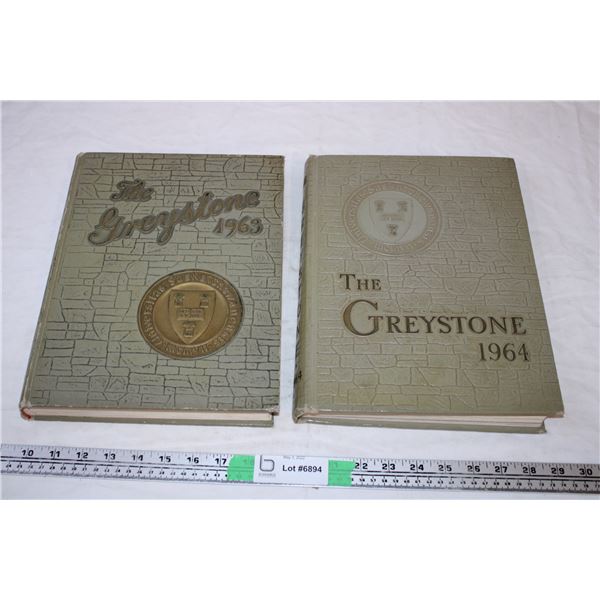 The
Greystone
1963
THE
GREYSTONE
1964
Lot #6894
10 11 12 13 14 15 16 17 22 23 24 25 26 27 28 29 30